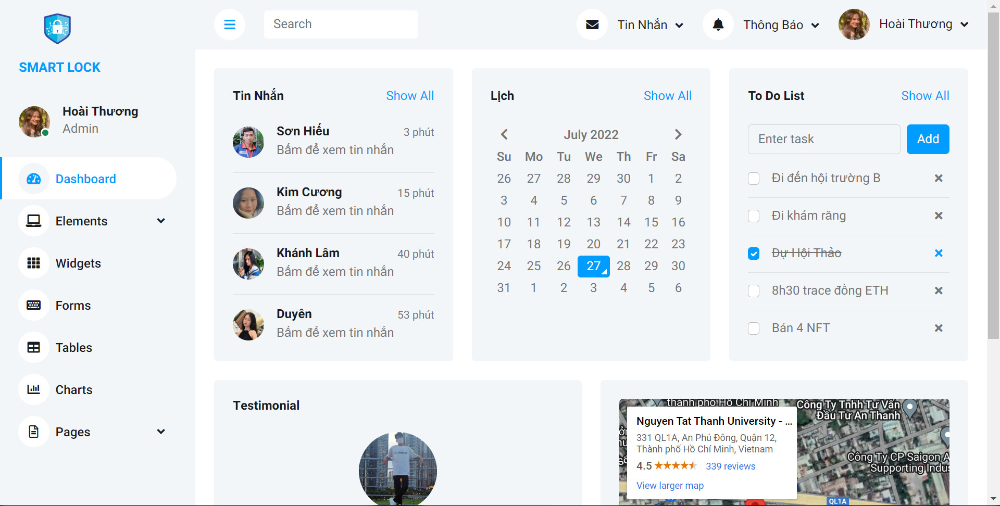 SMART LOCK
Hoài Thương
Admin
Dashboard
Elements
Widgets
Forms
Tables
Charts
Pages
Search
Tin Nhắn
Thông Báo
Hoài Thương
Tin Nhắn Show All
Sơn Hiếu 3 phút
Bấm để xem tin nhắn
Kim Cương 15 phút
Bấm để xem tin nhắn
Khánh Lâm 40 phút
Bấm để xem tin nhắn
Duyên 53 phút
Bấm để xem tin nhắn
Lịch Show All
July 2022
Su Mo Tu We Th Fr Sa
26 27 28 29 30 1 2
3 4 5 6 7 8 9
10 11 12 13 14 15 16
17 18 19 20 21 22 23
24 25 26 27 28 29 30
31 1 2 3 4 5 6
To Do List Show All
Enter task Add
Đi đến hội trường B
Đi khám răng
Dự Hội Thảo
8h30 trace đồng ETH
Bán 4 NFT
Testimonial
thành phố Hồ Chí Minh
Công Ty Tnhh Tư Vấn
Đầu Tư An Thanh
Nguyen Tat Thanh University - ...
331 QL1A, An Phú Đông, Quận 12,
Thành phố Hồ Chí Minh, Vietnam
4.5 339 reviews
View larger map
Công Ty CP Saigon A
Supporting Indus
QL1A